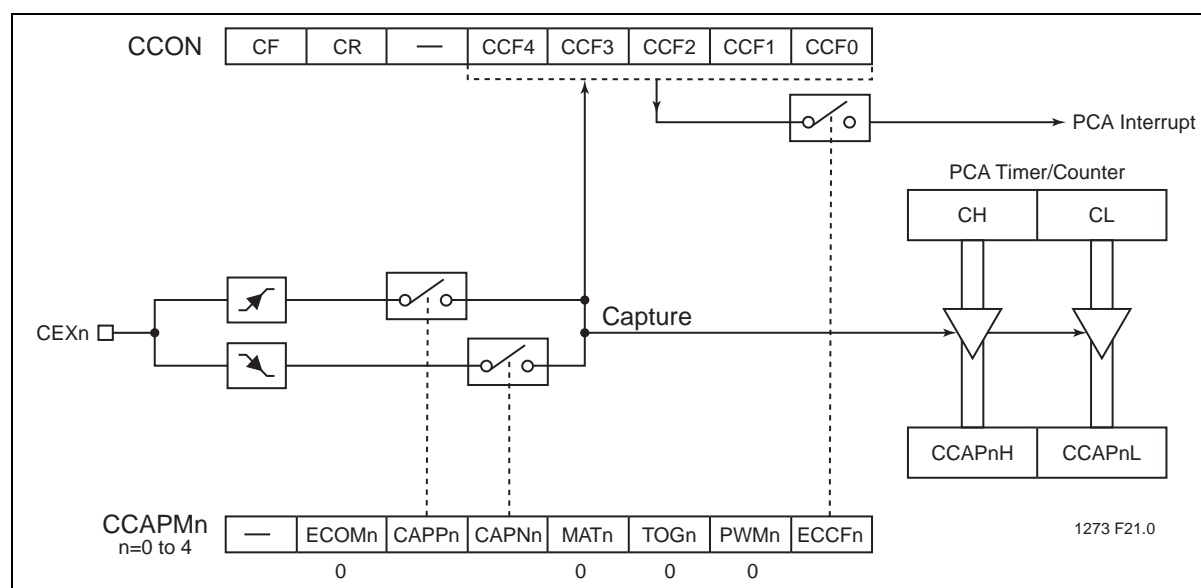 CCON CF CR — CCF4 CCF3 CCF2 CCF1 CCF0
PCA Interrupt
PCA Timer/Counter
CH CL
CEXn
Capture
CCAPnH CCAPnL
CCAPMn — ECOMn CAPPn CAPNn MATn TOGn PWMn ECCFn
n=0 to 4
0 0 0 0
1273 F21.0